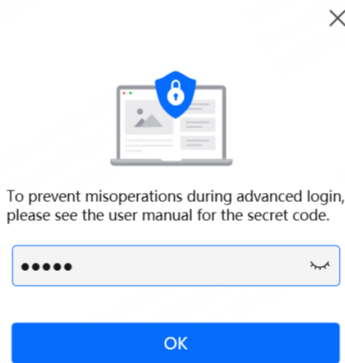 To prevent misoperations during advanced login,
please see the user manual for the secret code.
●●●●●
OK